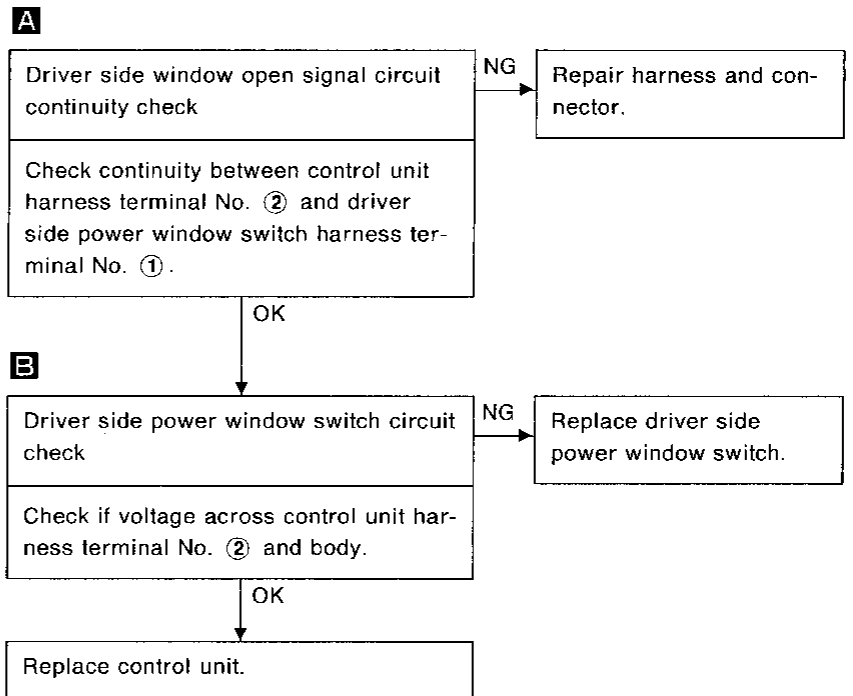 A
Driver side window open signal circuit
continuity check
NG
Repair harness and con-
nector.
Check continuity between control unit
harness terminal No. ② and driver
side power window switch harness ter-
minal No. ①.
OK
B
Driver side power window switch circuit
check
NG
Replace driver side
power window switch.
Check if voltage across control unit har-
ness terminal No. ② and body.
OK
Replace control unit.